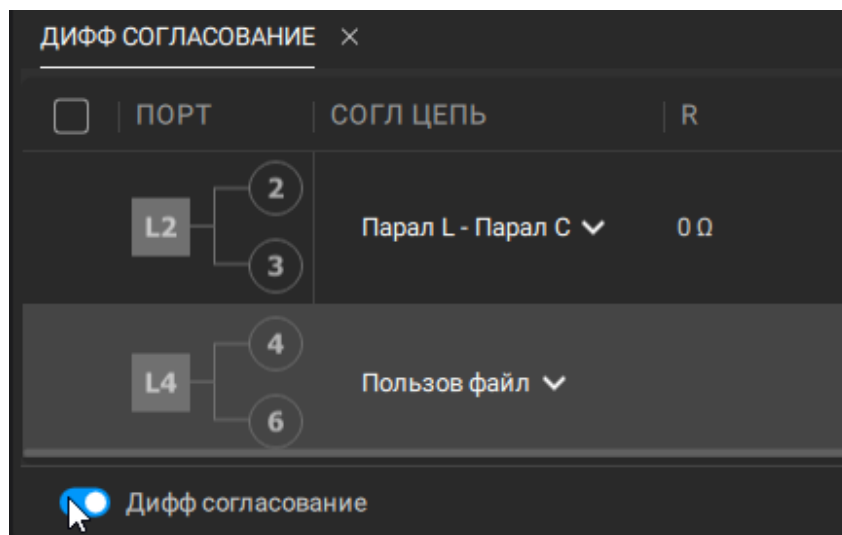 ДИФФ СОГЛАСОВАНИЕ
ПОРТ СОГЛ ЦЕПЬ R
2
L2 Парал L - Парал C 0 Ω
3
4
L4 Пользов файл
6
Дифф согласование